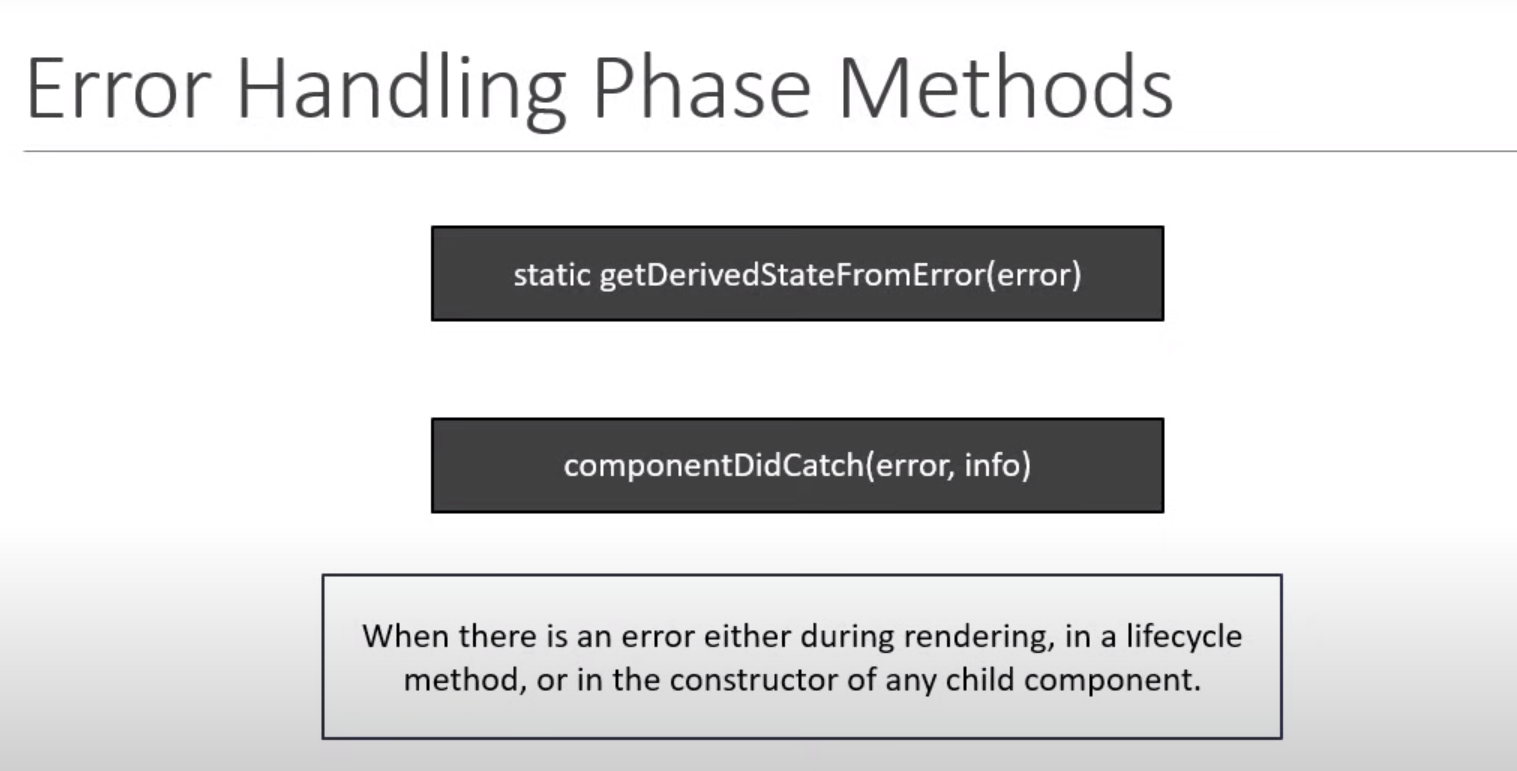 Error Handling Phase Methods
static getDerivedStateFromError(error)
componentDidCatch(error, info)
When there is an error either during rendering, in a lifecycle
method, or in the constructor of any child component.